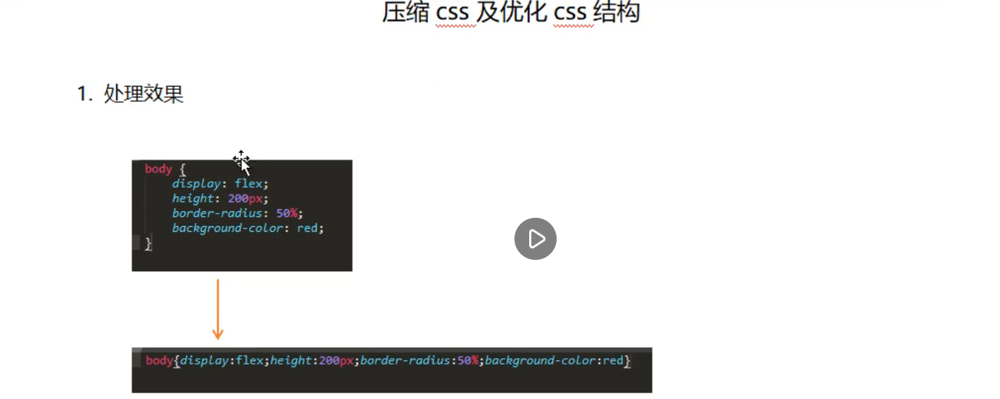 压缩 css 及优化 css 结构
1. 处理效果
body {
display: flex;
height: 200px;
border-radius: 50%;
background-color: red;
}
body{display:flex;height:200px;border-radius:50%;background-color:red}